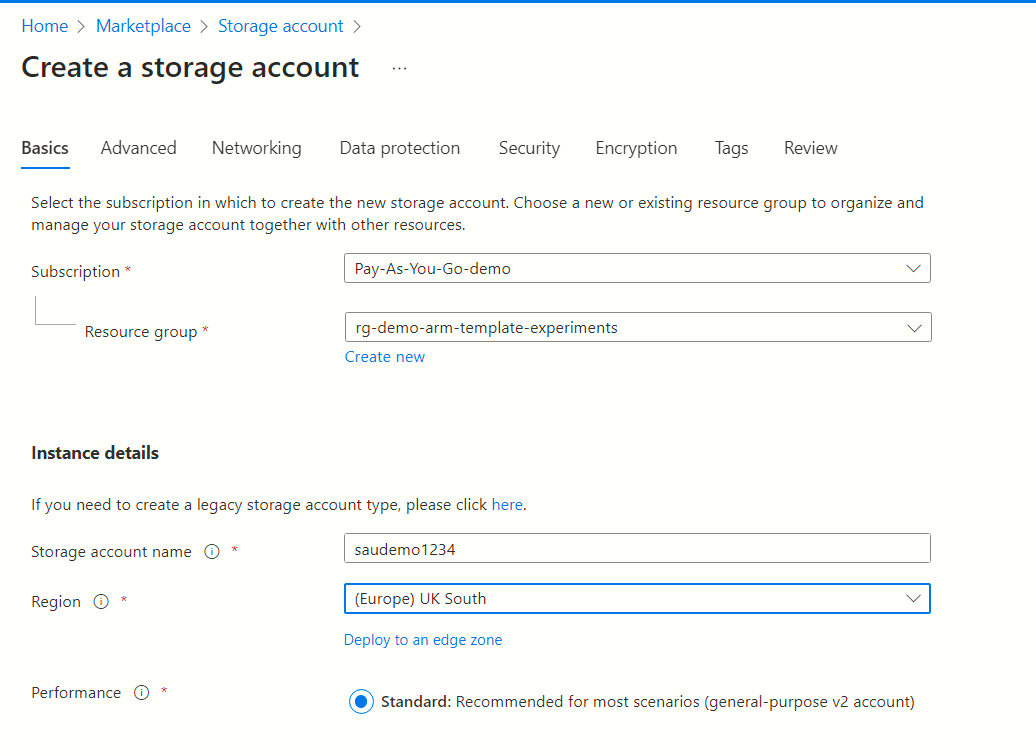 Home > Marketplace > Storage account >
Create a storage account ...
Basics Advanced Networking Data protection Security Encryption Tags Review
Select the subscription in which to create the new storage account. Choose a new or existing resource group to organize and
manage your storage account together with other resources.
Subscription * Pay-As-You-Go-demo
Resource group * rg-demo-arm-template-experiments
Create new
Instance details
If you need to create a legacy storage account type, please click here.
Storage account name * saudemo1234
Region * (Europe) UK South
Deploy to an edge zone
Performance * Standard: Recommended for most scenarios (general-purpose v2 account)